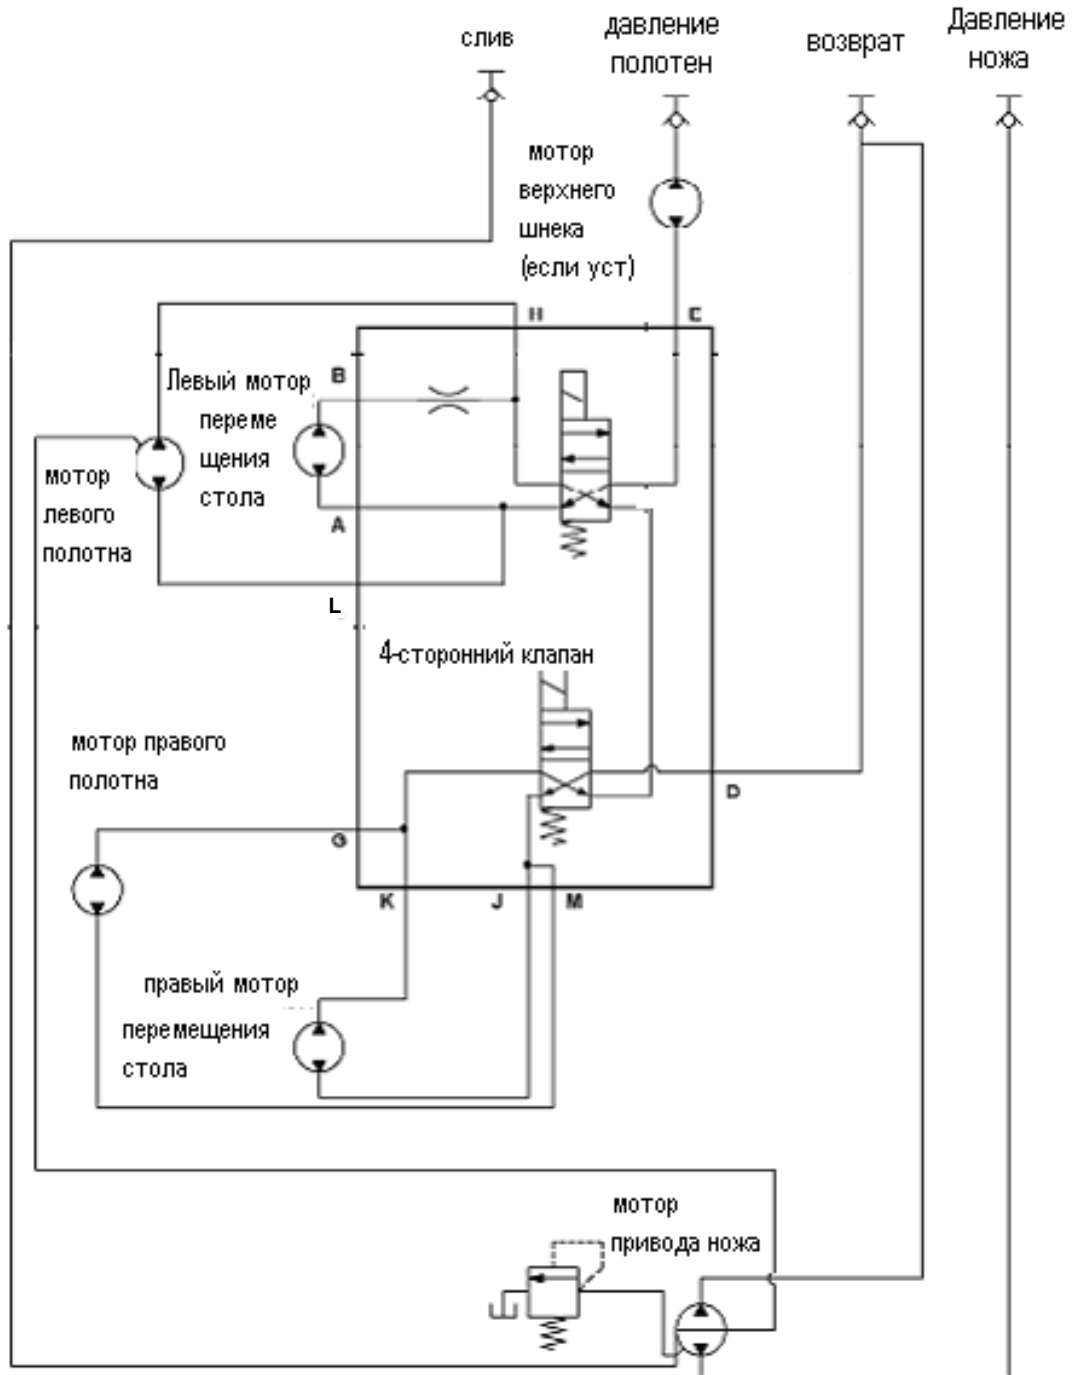 слив
давление
полотен
возврат
Давление
ножа
мотор
верхнего
шнека
(если уст)
H
E
B
Левый мотор
переме
щения
стола
мотор
левого
полотна
A
L
4-сторонний клапан
мотор правого
полотна
D
G
K
J
M
правый мотор
перемещения
стола
мотор
привода ножа